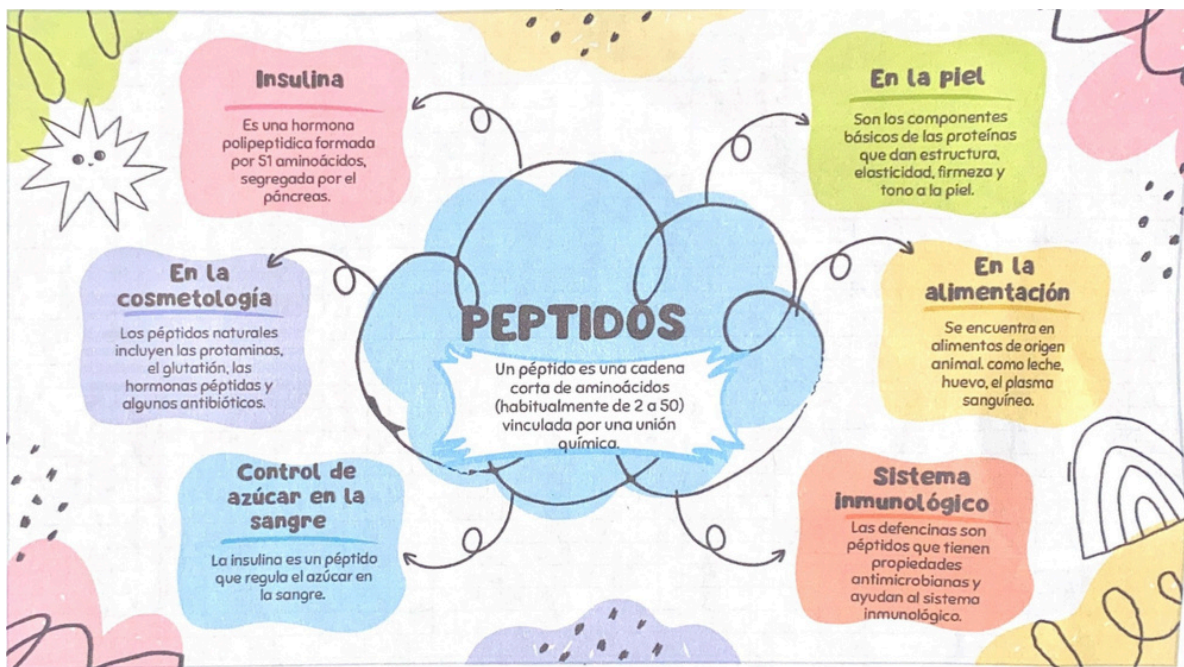 Insulina
Es una hormona
polipeptidica formada
por 51 aminoácidos,
segregada por el
páncreas.
En la piel
Son los componentes
básicos de las proteínas
que dan estructura,
elasticidad, firmeza y
tono a la piel.
En la
cosmetología
Los péptidos naturales
incluyen las protaminas,
el glutatión, las
hormonas péptidas y
algunos antibióticos.
PEPTIDOS
Un péptido es una cadena
corta de aminoácidos
(habitualmente de 2 a 50)
vinculada por una unión
química.
En la
alimentación
Se encuentra en
alimentos de origen
animal. como leche,
huevo, el plasma
sanguíneo.
Control de
azúcar en la
sangre
La insulina es un péptido
que regula el azúcar en
la sangre.
Sistema
inmunológico
Las defencinas son
péptidos que tienen
propiedades
antimicrobianas y
ayudan al sistema
inmunológico.